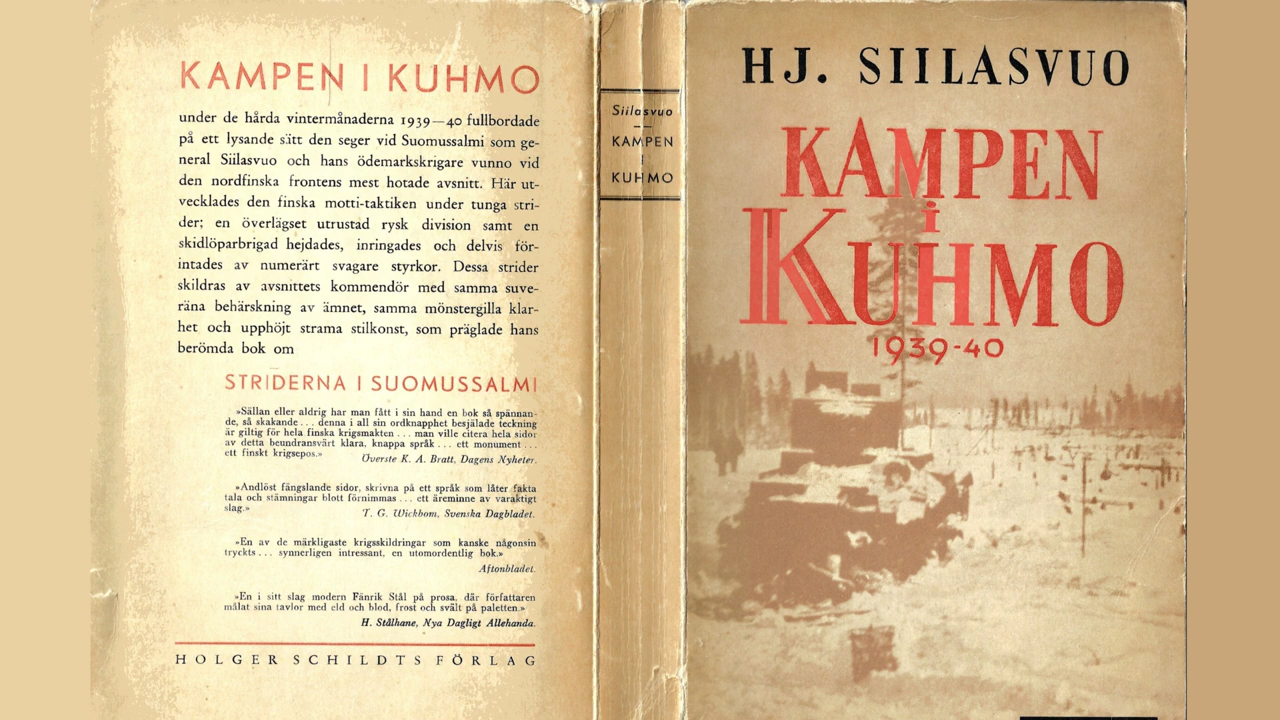 KAMPEN I KUHMO
under de hårda vintermånaderna 1939—40 fullbordade
på ett lysande sätt den seger vid Suomussalmi som ge-
neral Siilasvuo och hans ödemarkskrigare vunno vid
den nordfinska frontens mest hotade avsnitt. Här ut-
vecklades den finska motti-taktiken under tunga stri-
der; en överlägset utrustad rysk division samt en
skidlöparbrigad hejdades, inringades och delvis för-
intades av numerärt svagare styrkor. Dessa strider
skildras av avsnittets kommendör med samma suve-
räna behärskning av ämnet, samma mönstergilla klar-
het och upphöjt strama stilkonst, som präglade hans
berömda bok om
STRIDERNA I SUOMUSSALMI
»Sällan eller aldrig har man fått i sin hand en bok så spännan-
de, så skakande . . . denna i all sin ordknapphet besjälade teckning
är giltig för hela finska krigsmakten . . . man ville citera hela sidor
av detta beundransvärt klara, knappa språk . . . ett monument . . .
ett finskt krigsepos.»
Överste K. A. Bratt, Dagens Nyheter.
»Andlöst fängslande sidor, skrivna på ett språk som låter fakta
tala och stämningar blott förnimmas . . . ett äreminne av varaktigt
slag.»
T. G. Wickbom, Svenska Dagbladet.
»En av de märkligaste krigsskildringar som kanske någonsin
tryckts . . . synnerligen intressant, en utomordentlig bok.»
Aftonbladet.
»En i sitt slag modern Fänrik Stål på prosa, där författaren
målat sina tavlor med eld och blod, frost och svält på paletten.»
H. Stålhane, Nya Dagligt Allehanda.
HOLGER SCHILDTS FÖRLAG
Siilasvuo
KAMPEN
I
KUHMO
HJ. SIILASVUO
KAMPEN
i
KUHMO
1939-40